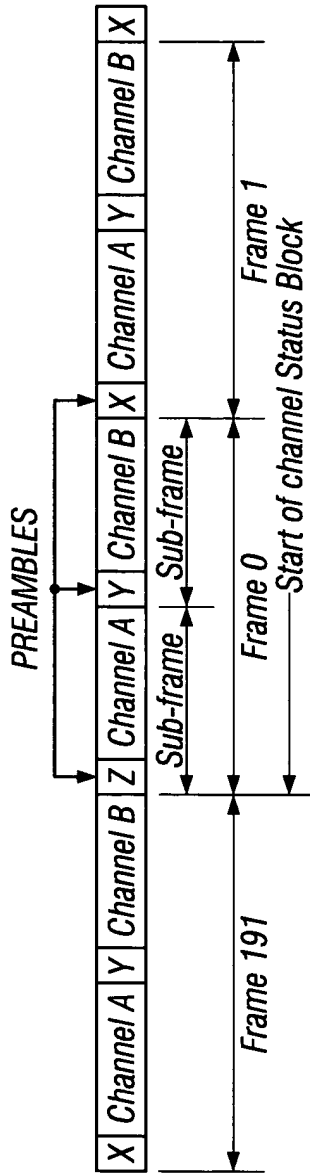 PREAMBLES
X Channel A Y Channel B Z Channel A Y Channel B X Channel A Y Channel B X
Sub-frame Sub-frame
Frame 191 Frame 0 Frame 1
Start of channel Status Block